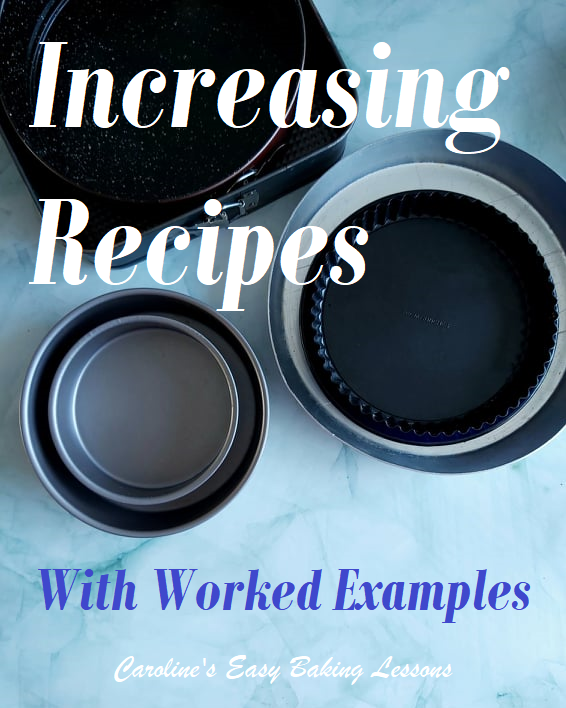 Increasing
Recipes
With Worked Examples
Caroline's Easy Baking Lessons